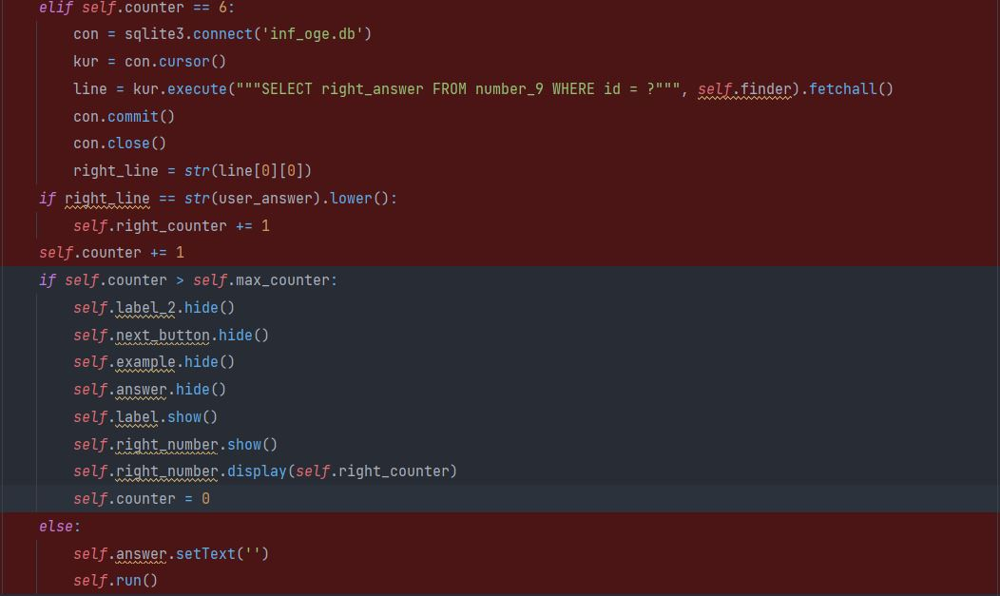 elif self.counter == 6:
    con = sqlite3.connect('inf_oge.db')
    kur = con.cursor()
    line = kur.execute("""SELECT right_answer FROM number_9 WHERE id = ?""", self.finder).fetchall()
    con.commit()
    con.close()
    right_line = str(line[0][0])
if right_line == str(user_answer).lower():
    self.right_counter += 1
self.counter += 1
if self.counter > self.max_counter:
    self.label_2.hide()
    self.next_button.hide()
    self.example.hide()
    self.answer.hide()
    self.label.show()
    self.right_number.show()
    self.right_number.display(self.right_counter)
    self.counter = 0
else:
    self.answer.setText('')
    self.run()